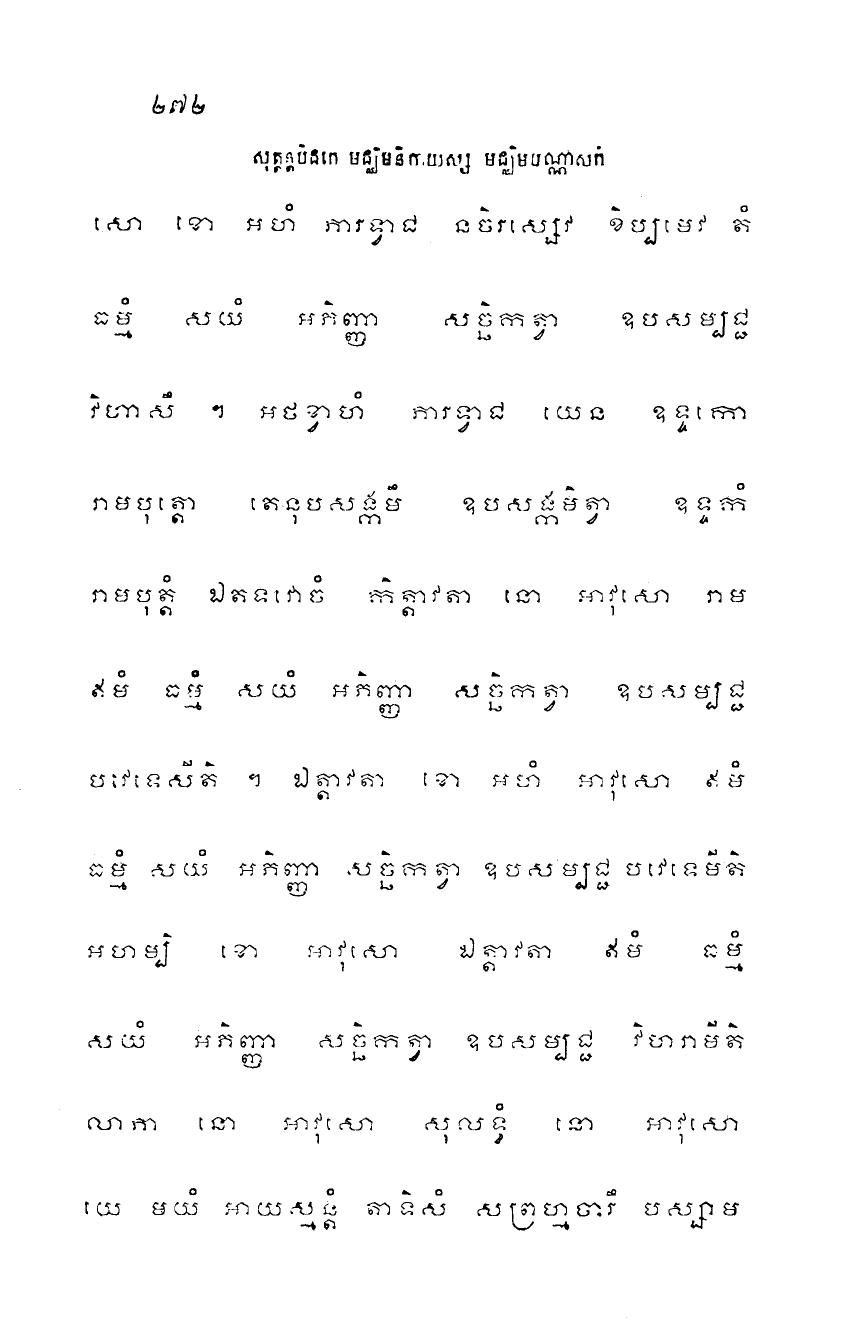 ២៧២
សុត្តន្តបិដកេ មជ្ឈិមនិកាយស្ស មជ្ឈិមបណ្ណាសកំ
សោ ខោ អហំ ភារទ្វាជ នចិរស្សេវ ខិប្បមេវ តំ
ធម្មំ សយំ អភិញ្ញា សច្ឆិកត្វា ឧបសម្បជ្ជ
វិហាសឹ ។ អថខ្វាហំ ភារទ្វាជ យេន ឧទ្ទកោ
រាមបុត្តោ តេនុបសង្កមឹ ឧបសង្កមិត្វា ឧទ្ទកំ
រាមបុត្តំ ឯតទវោចំ កិត្តាវតា នោ អាវុសោ រាម
ឥមំ ធម្មំ សយំ អភិញ្ញា សច្ឆិកត្វា ឧបសម្បជ្ជ
បវេទេសីតិ ។ ឯត្តាវតា ខោ អហំ អាវុសោ ឥមំ
ធម្មំ សយំ អភិញ្ញា សច្ឆិកត្វា ឧបសម្បជ្ជ បវេទេមីតិ
អហម្បិ ខោ អាវុសោ ឯត្តាវតា ឥមំ ធម្មំ
សយំ អភិញ្ញា សច្ឆិកត្វា ឧបសម្បជ្ជ វិហរាមីតិ
លាភា នោ អាវុសោ សុលទ្ធំ នោ អាវុសោ
យេ មយំ អាយស្មន្តំ តាទិសំ សព្រហ្មចារឹ បស្សាម